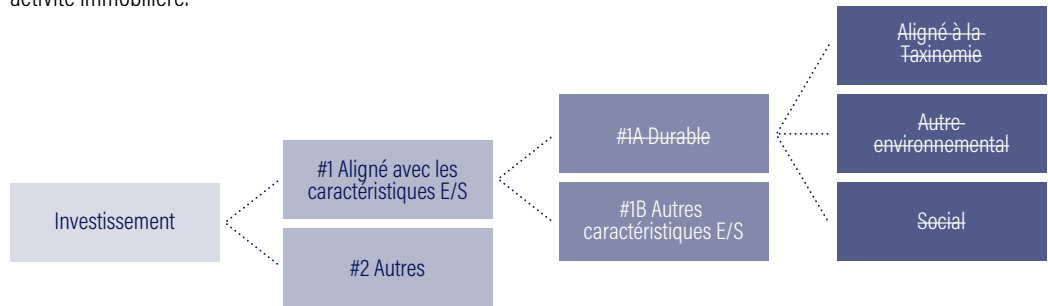 activité immobilière.
Investissement
#1 Aligné avec les
caractéristiques E/S
#2 Autres
#1A Durable
#1B Autres
caractéristiques E/S
Aligné à la
Taxinomie
Autre
environnemental
Social